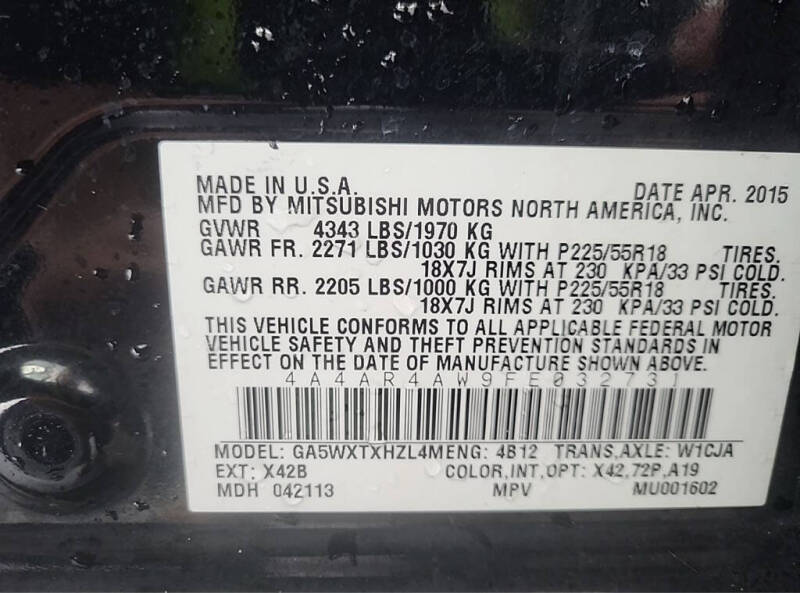 MADE IN U.S.A. DATE APR. 2015
MFD BY MITSUBISHI MOTORS NORTH AMERICA, INC.
GVWR 4343 LBS/1970 KG
GAWR FR. 2271 LBS/1030 KG WITH P225/55R18 TIRES.
18X7J RIMS AT 230 KPA/33 PSI COLD.
GAWR RR. 2205 LBS/1000 KG WITH P225/55R18 TIRES.
18X7J RIMS AT 230 KPA/33 PSI COLD.
THIS VEHICLE CONFORMS TO ALL APPLICABLE FEDERAL MOTOR
VEHICLE SAFETY AND THEFT PREVENTION STANDARDS IN
EFFECT ON THE DATE OF MANUFACTURE SHOWN ABOVE.
4A4AR4AW9FE032731
MODEL: GA5WXTXHZL4MENG: 4B12 TRANS,AXLE: W1CJA
EXT: X42B COLOR,INT,OPT: X42,72P,A19
MDH 042113 MPV MU001602